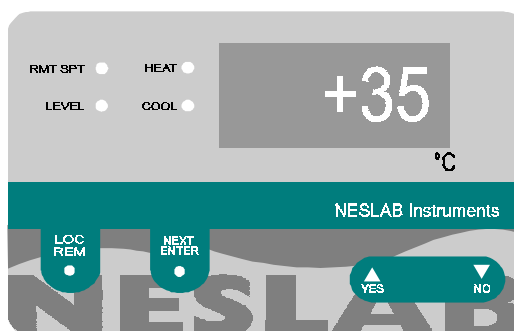 RMT SPT HEAT
LEVEL COOL
+35
°C
NESLAB Instruments
LOC
REM
NEXT
ENTER
YES NO
NESLAB